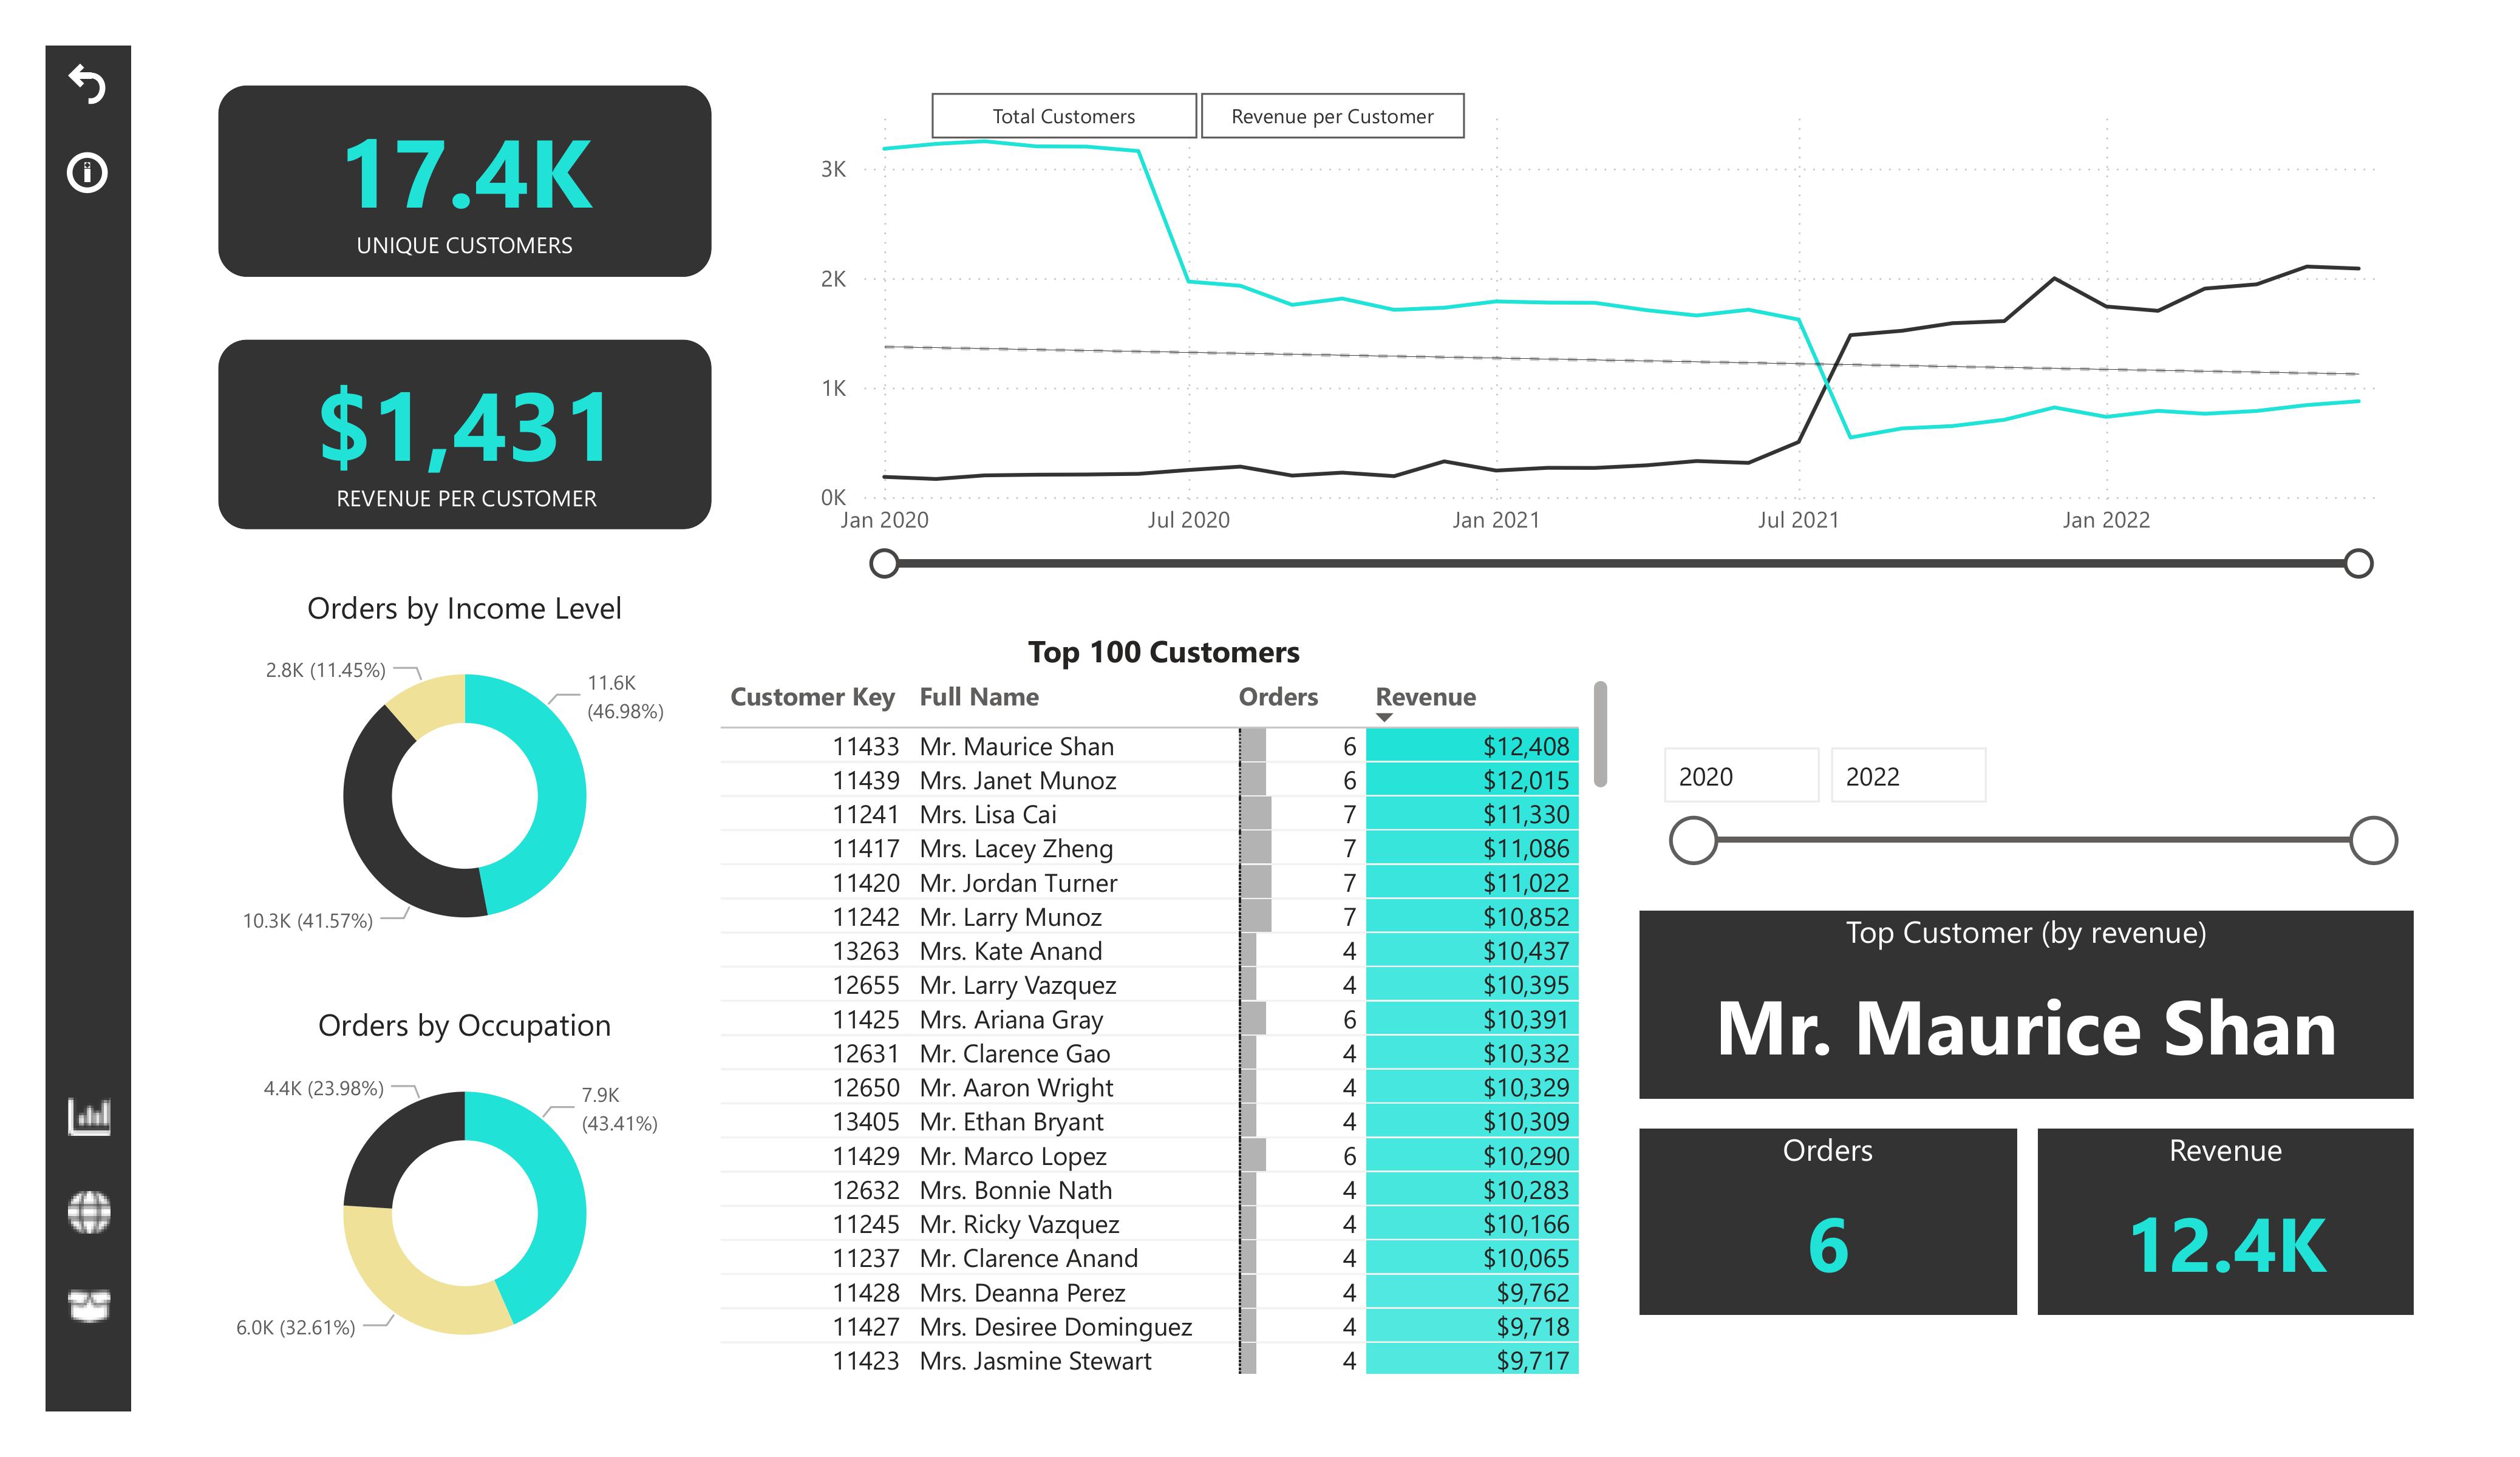 17.4K
UNIQUE CUSTOMERS
$1,431
REVENUE PER CUSTOMER
Total Customers
Revenue per Customer
3K
2K
1K
0K
Jan 2020 Jul 2020 Jan 2021 Jul 2021 Jan 2022
Orders by Income Level
2.8K (11.45%)
11.6K
(46.98%)
10.3K (41.57%)
Orders by Occupation
4.4K (23.98%)
7.9K
(43.41%)
6.0K (32.61%)
Top 100 Customers
Customer Key Full Name Orders Revenue
11433 Mr. Maurice Shan 6 $12,408
11439 Mrs. Janet Munoz 6 $12,015
11241 Mrs. Lisa Cai 7 $11,330
11417 Mrs. Lacey Zheng 7 $11,086
11420 Mr. Jordan Turner 7 $11,022
11242 Mr. Larry Munoz 7 $10,852
13263 Mrs. Kate Anand 4 $10,437
12655 Mr. Larry Vazquez 4 $10,395
11425 Mrs. Ariana Gray 6 $10,391
12631 Mr. Clarence Gao 4 $10,332
12650 Mr. Aaron Wright 4 $10,329
13405 Mr. Ethan Bryant 4 $10,309
11429 Mr. Marco Lopez 6 $10,290
12632 Mrs. Bonnie Nath 4 $10,283
11245 Mr. Ricky Vazquez 4 $10,166
11237 Mr. Clarence Anand 4 $10,065
11428 Mrs. Deanna Perez 4 $9,762
11427 Mrs. Desiree Dominguez 4 $9,718
11423 Mrs. Jasmine Stewart 4 $9,717
2020 2022
Top Customer (by revenue)
Mr. Maurice Shan
Orders
6
Revenue
12.4K